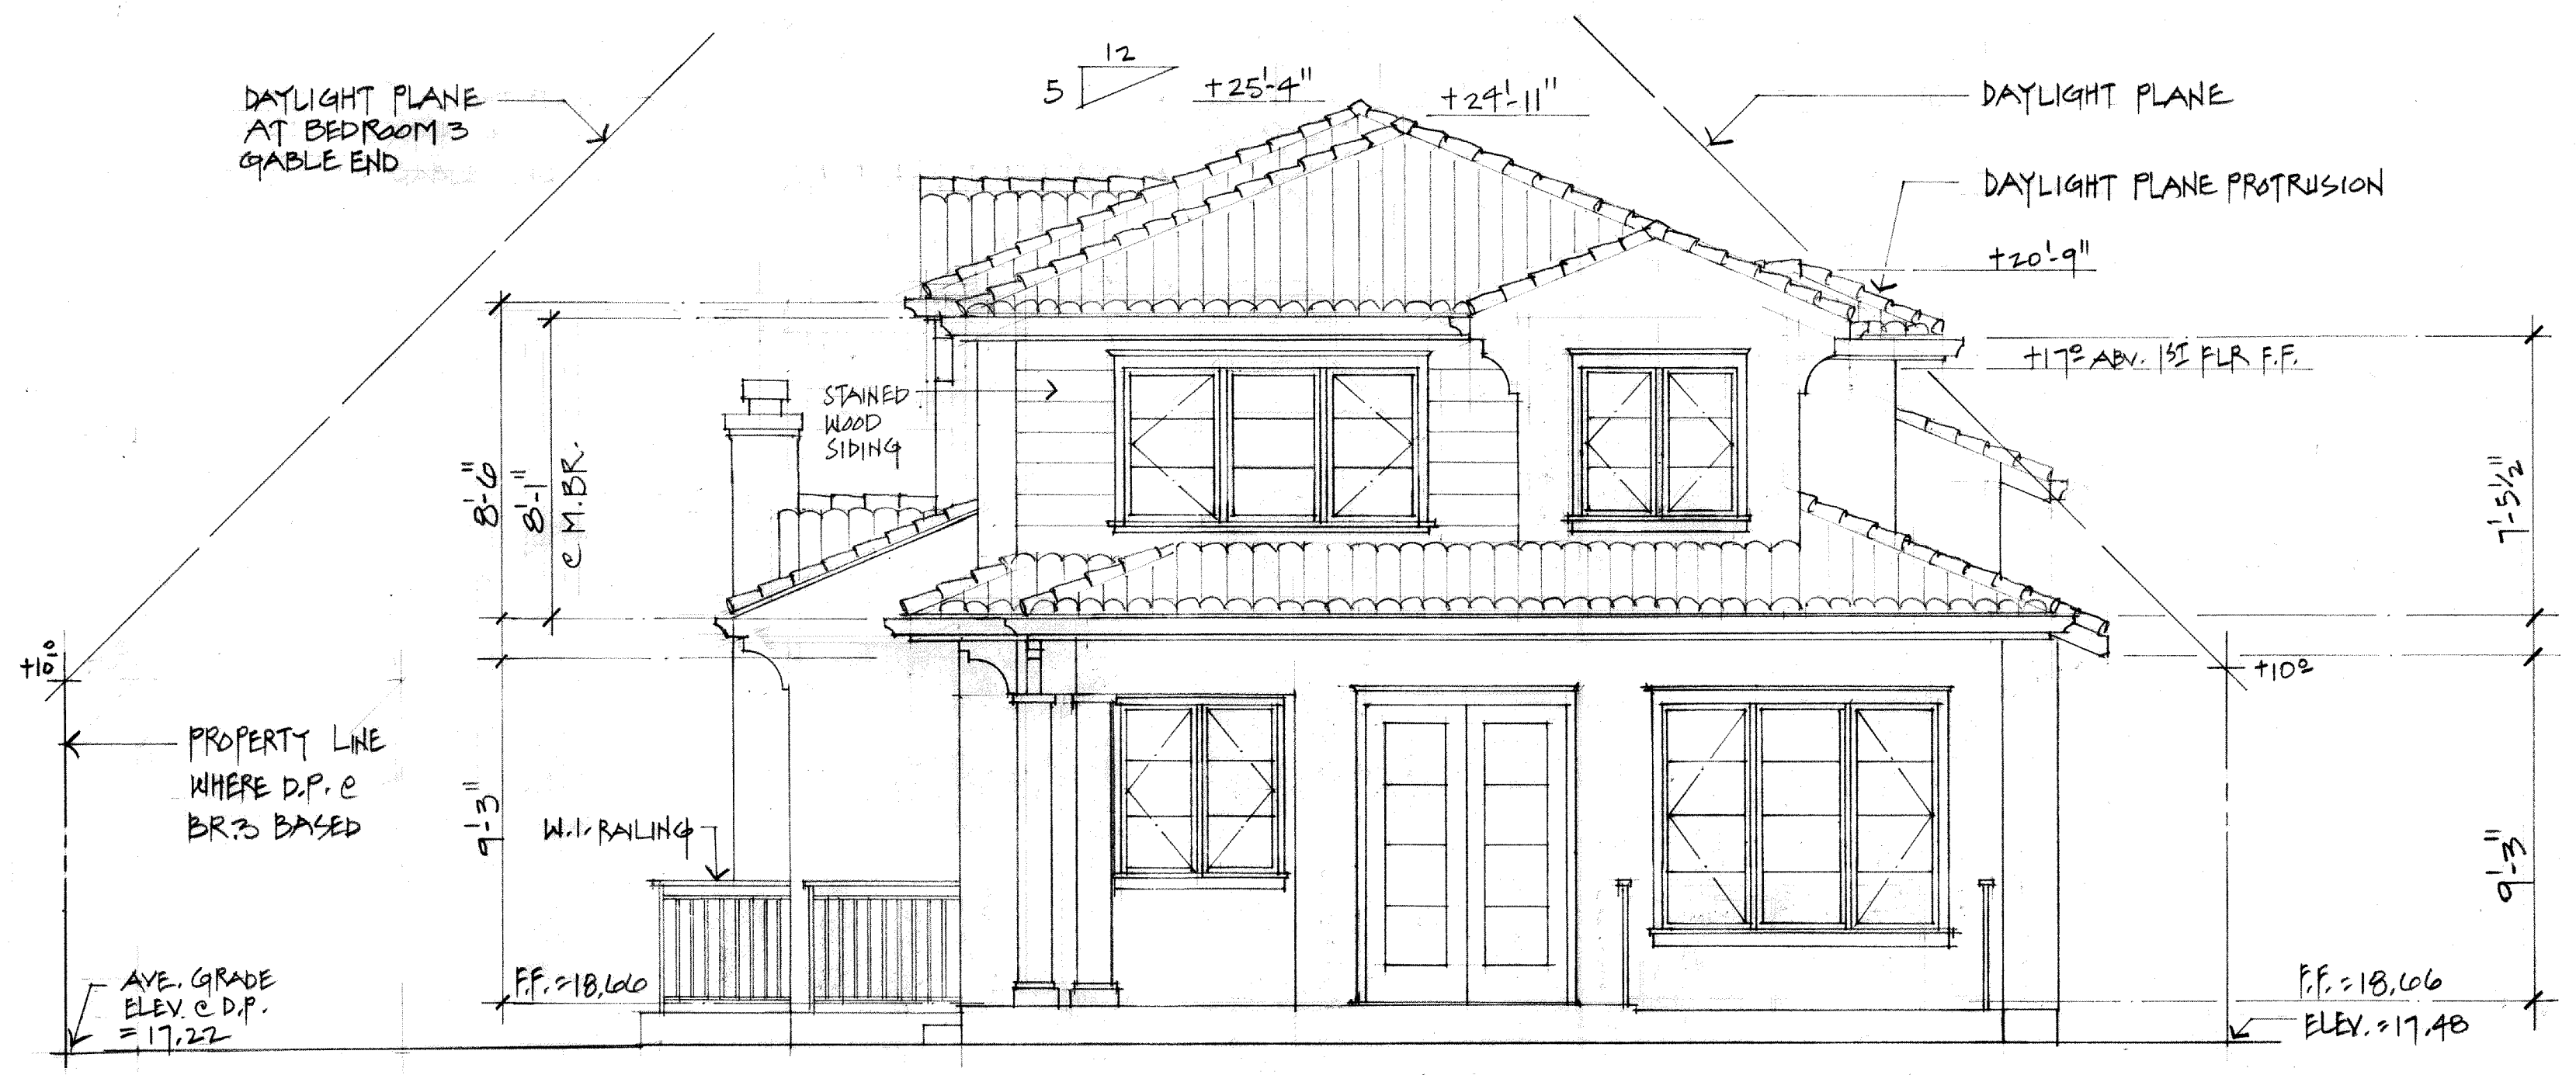 12
5
+25'-4"
+24'-11"
DAYLIGHT PLANE
AT BEDROOM 3
GABLE END
DAYLIGHT PLANE
DAYLIGHT PLANE PROTRUSION
+20'-9"
+17⁰ ABV. 1ST FLR F.F.
STAINED
WOOD
SIDING
8'-6"
8'-1"
@ M.BR.
7'-5½"
+10⁰
+10⁰
PROPERTY LINE
WHERE D.P. @
BR.3 BASED
9'-3"
W.I. RAILING
9'-3"
AVE. GRADE
ELEV. @ D.P.
= 17.22
F.F. = 18.66
F.F. = 18.66
ELEV. = 17.48